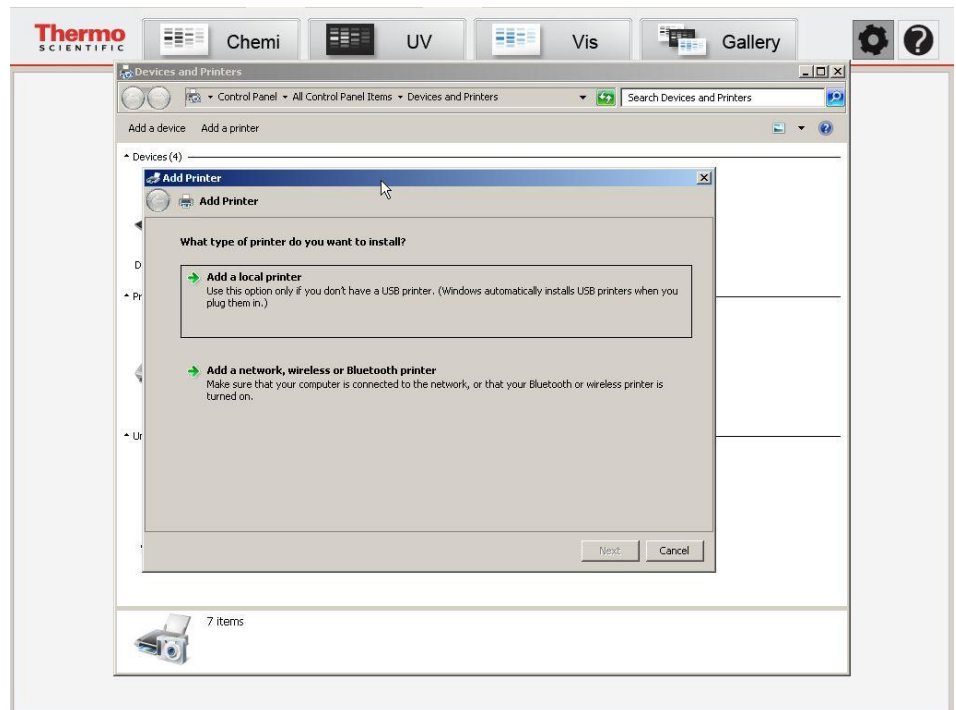 Thermo
SCIENTIFIC
Chemi
UV
Vis
Gallery
Devices and Printers
Control Panel
All Control Panel Items
Devices and Printers
Search Devices and Printers
Add a device
Add a printer
Devices (4)
Add Printer
Add Printer
What type of printer do you want to install?
D
Add a local printer
Use this option only if you don't have a USB printer. (Windows automatically installs USB printers when you
plug them in.)
Pr
Add a network, wireless or Bluetooth printer
Make sure that your computer is connected to the network, or that your Bluetooth or wireless printer is
turned on.
Ur
Next
Cancel
7 items